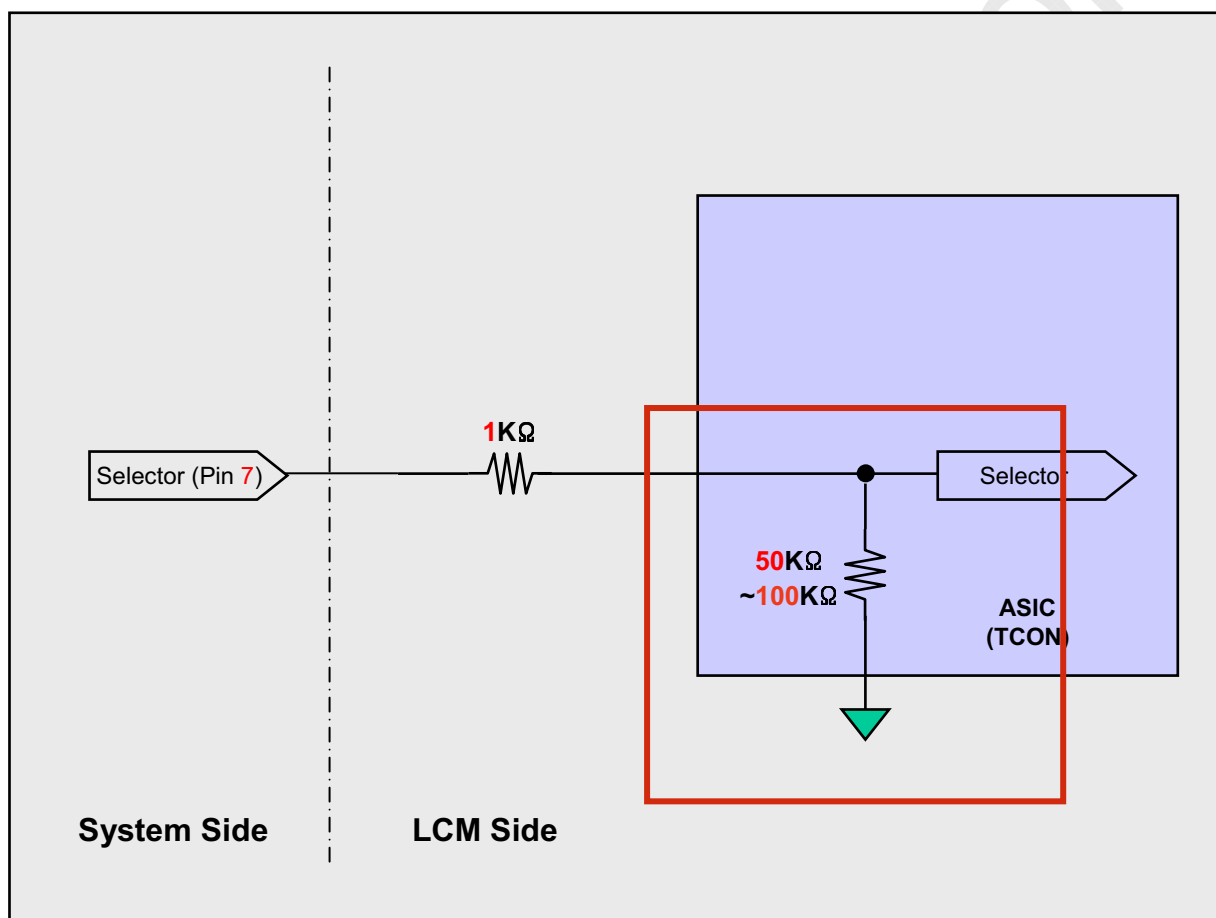 1KΩ
Selector (Pin 7)
Selector
50KΩ
~100KΩ
ASIC
(TCON)
System Side
LCM Side